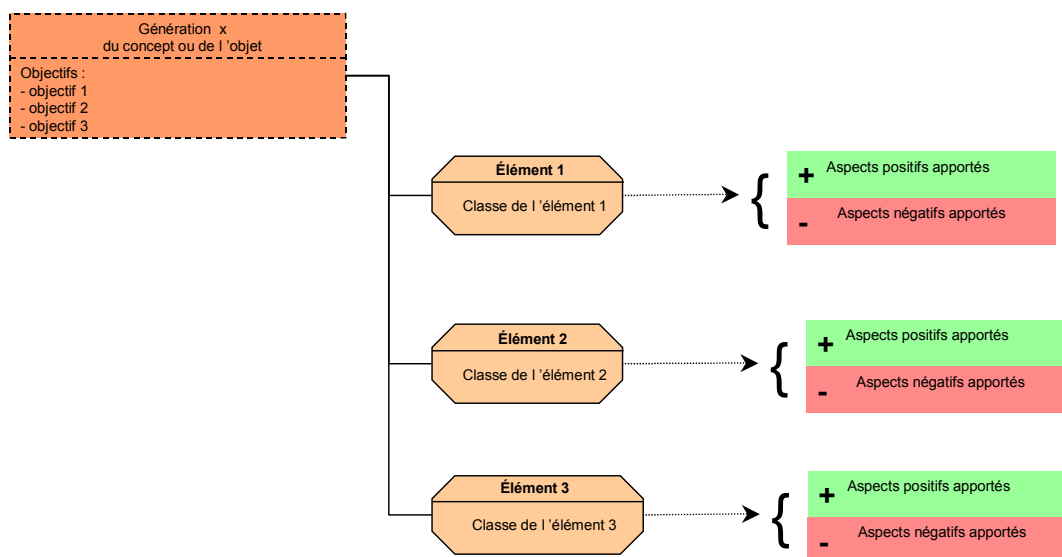 Génération x
du concept ou de l 'objet
Objectifs :
- objectif 1
- objectif 2
- objectif 3
Élément 1
Classe de l 'élément 1
{
+ Aspects positifs apportés
- Aspects négatifs apportés
Élément 2
Classe de l 'élément 2
{
+ Aspects positifs apportés
- Aspects négatifs apportés
Élément 3
Classe de l 'élément 3
{
+ Aspects positifs apportés
- Aspects négatifs apportés